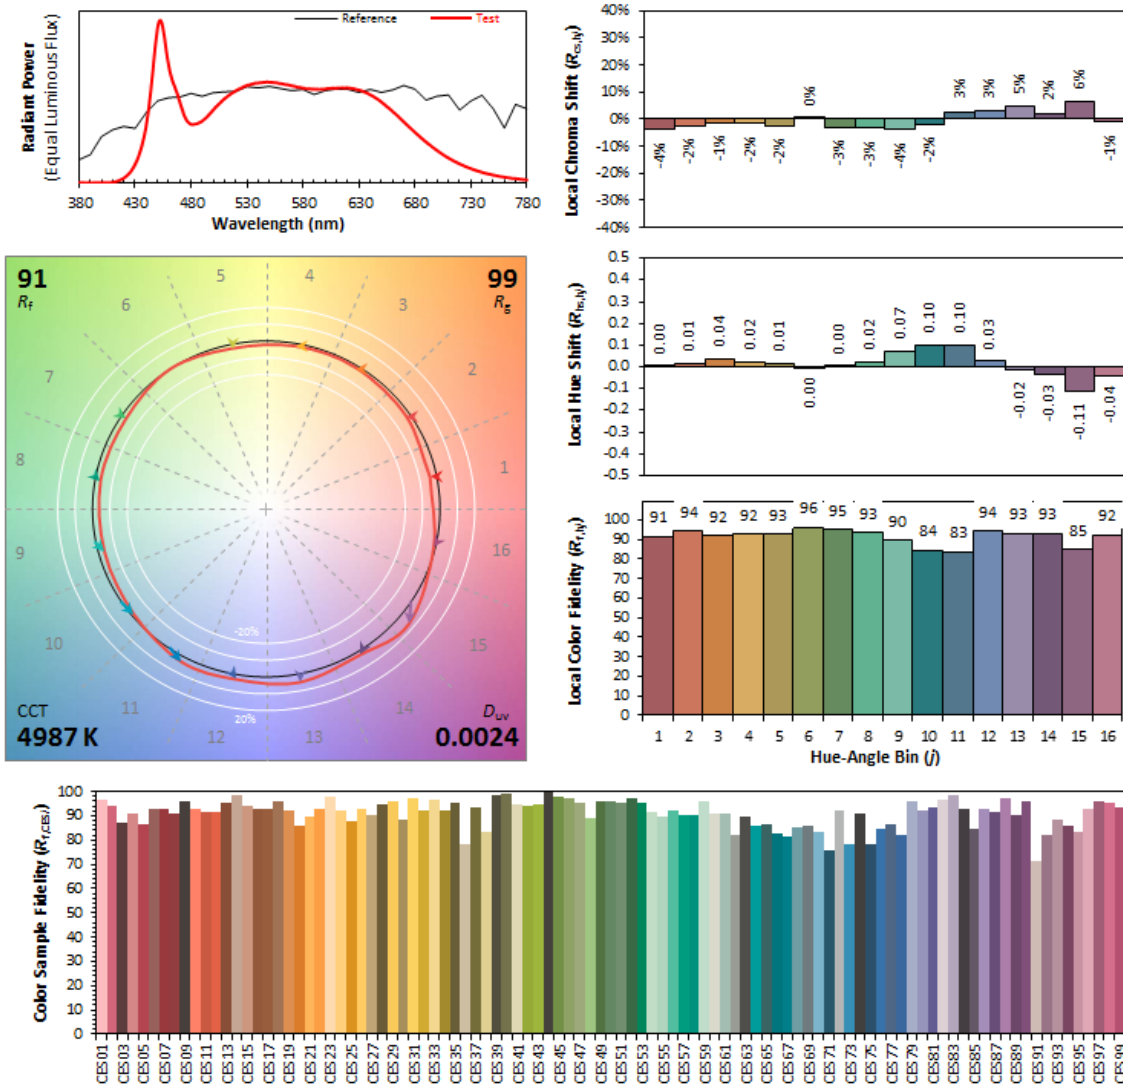 Reference
Test
Radiant Power
(Equal Luminous Flux)
380 430 480 530 580 630 680 730 780
Wavelength (nm)
Local Chroma Shift (Rcs,hj)
40%
30%
20%
10%
0%
-10%
-20%
-30%
-40%
-4% -2% -1% -2% -2% 0% -3% -3% -4% -2% 3% 3% 5% 2% 6% -1%
91
Rf
99
Rg
5 4
6 3
7 2
8 1
9 16
10 15
11 14
12 13
-20%
20%
CCT
4987 K
Duv
0.0024
Local Hue Shift (Rhs,hj)
0.5
0.4
0.3
0.2
0.1
0.0
-0.1
-0.2
-0.3
-0.4
-0.5
0.00 0.01 0.04 0.02 0.01 0.00 0.00 0.02 0.07 0.10 0.10 0.03 -0.02 -0.03 -0.11 -0.04
Local Color Fidelity (Rf,hj)
100
90
80
70
60
50
40
30
20
10
0
91 94 92 92 93 96 95 93 90 84 83 94 93 93 85 92
1 2 3 4 5 6 7 8 9 10 11 12 13 14 15 16
Hue-Angle Bin (j)
Color Sample Fidelity (Rf,CESi)
100
90
80
70
60
50
40
30
20
10
0
CES01 CES03 CES05 CES07 CES09 CES11 CES13 CES15 CES17 CES19 CES21 CES23 CES25 CES27 CES29 CES31 CES33 CES35 CES37 CES39 CES41 CES43 CES45 CES47 CES49 CES51 CES53 CES55 CES57 CES59 CES61 CES63 CES65 CES67 CES69 CES71 CES73 CES75 CES77 CES79 CES81 CES83 CES85 CES87 CES89 CES91 CES93 CES95 CES97 CES99